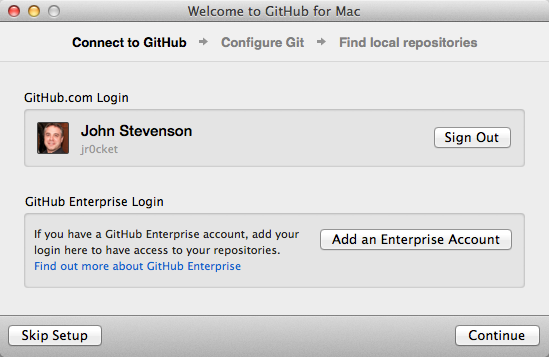 Welcome to GitHub for Mac
Connect to GitHub → Configure Git → Find local repositories
GitHub.com Login
John Stevenson
jr0cket
Sign Out
GitHub Enterprise Login
If you have a GitHub Enterprise account, add your
login here to have access to your repositories.
Find out more about GitHub Enterprise
Add an Enterprise Account
Skip Setup
Continue